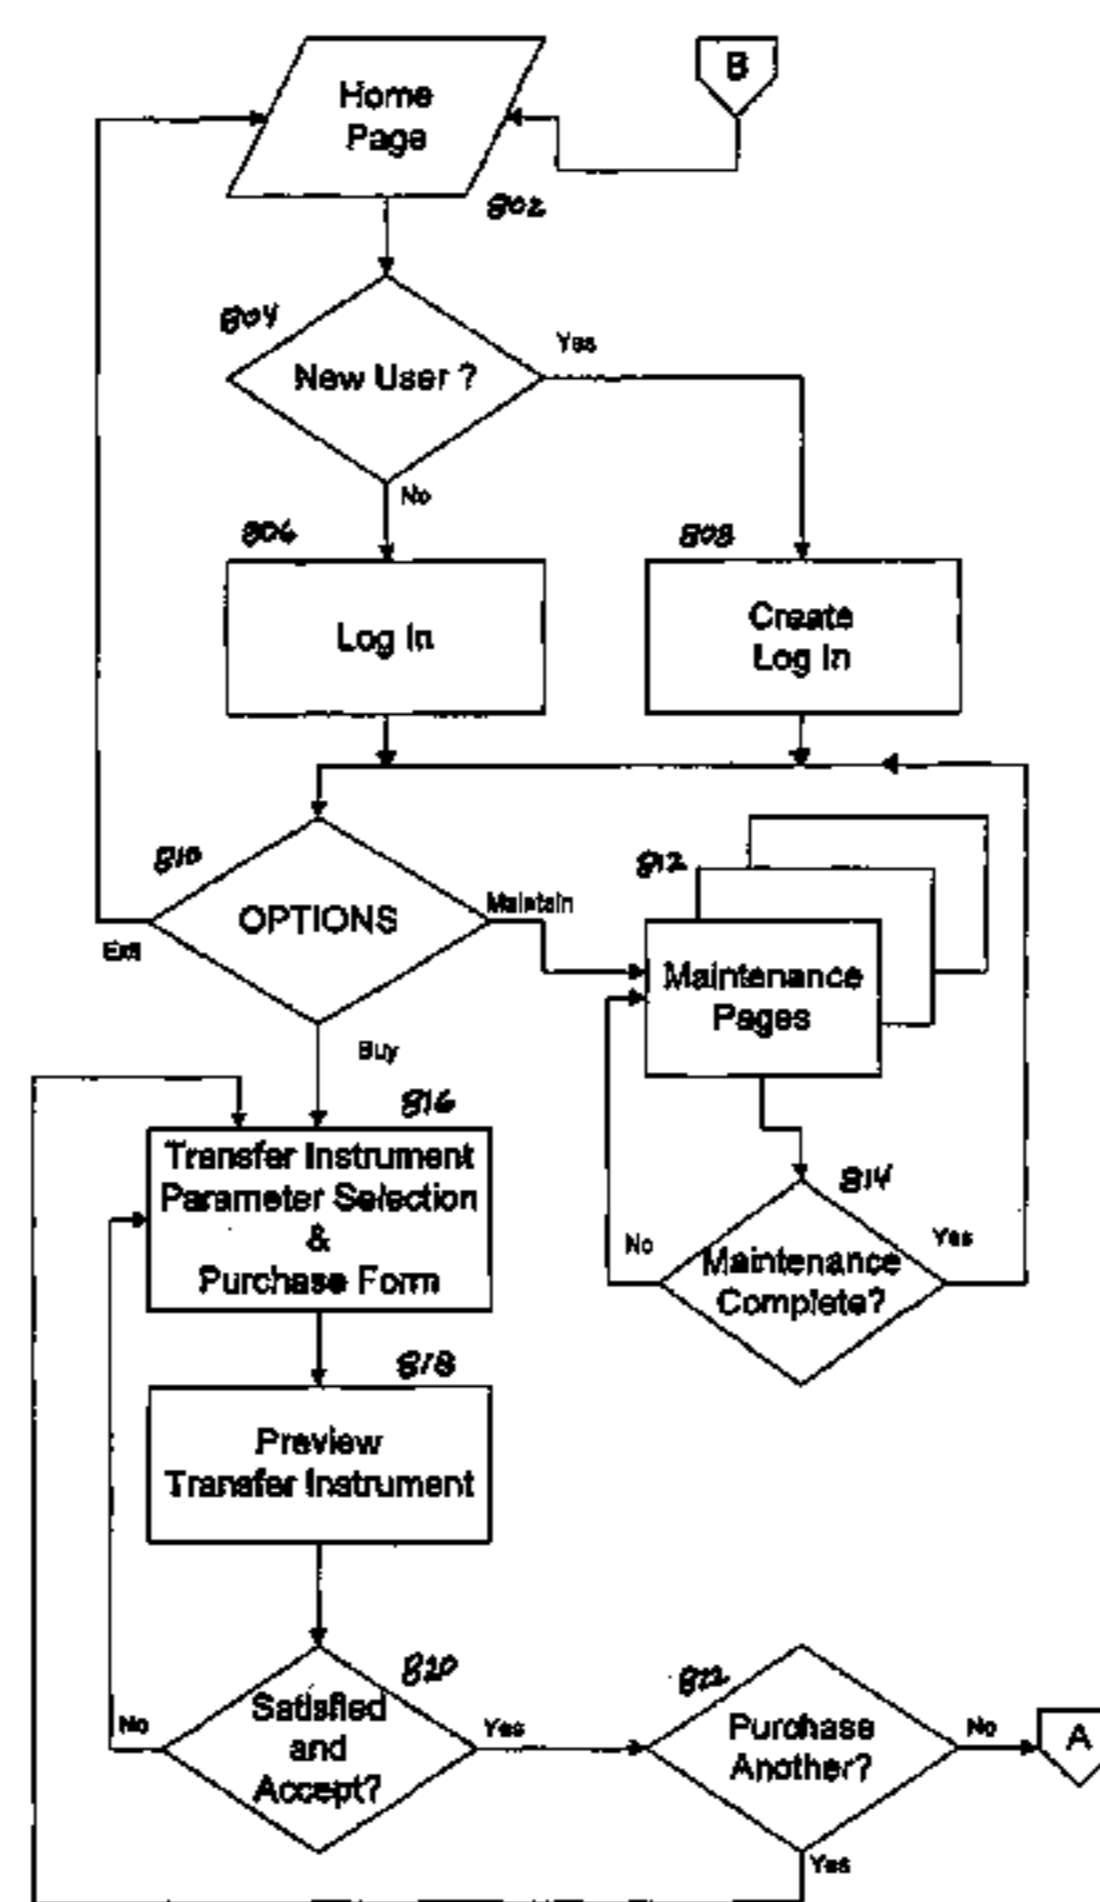 Home
Page
B
802
804
Yes
New User ?
No
806
808
Log In
Create
Log In
810
812
OPTIONS
Maintain
Exit
Maintenance
Pages
Buy
816
Transfer Instrument
Parameter Selection
&
Purchase Form
814
No
Yes
Maintenance
Complete?
818
Preview
Transfer Instrument
820
822
Satisfied
and
Accept?
No
Yes
Purchase
Another?
No
A
Yes